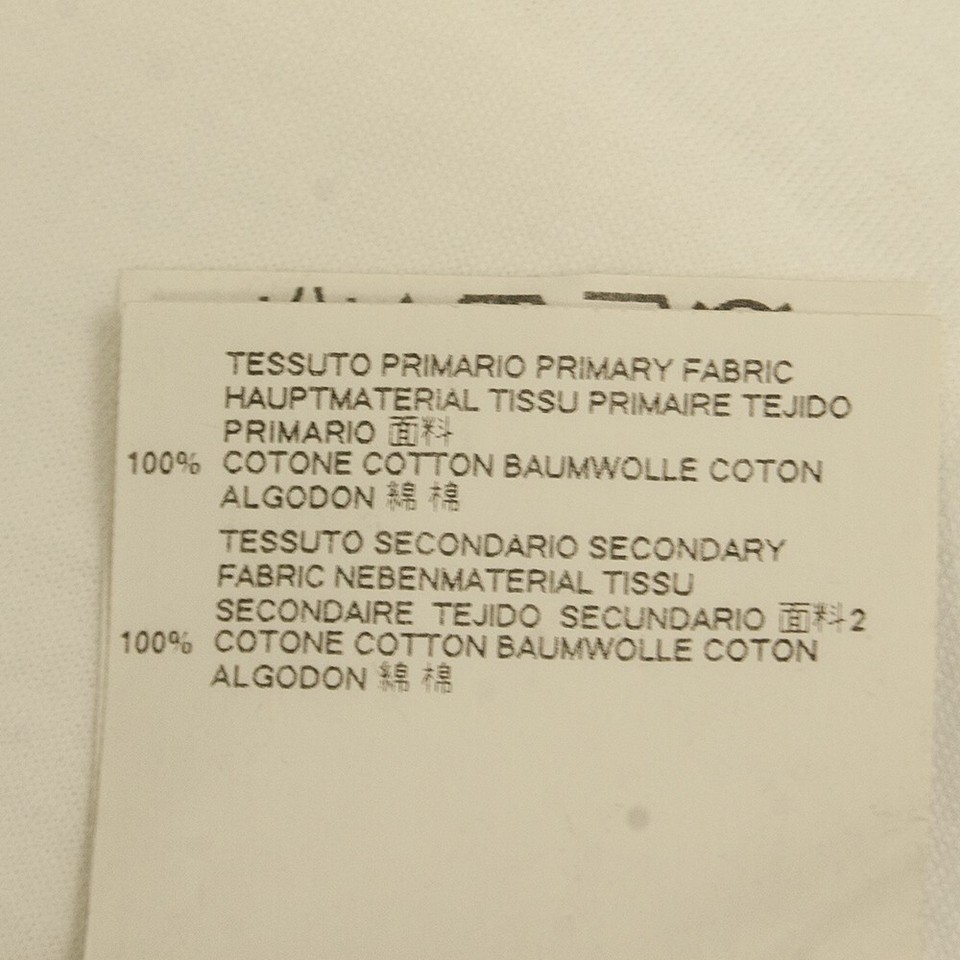 TESSUTO PRIMARIO PRIMARY FABRIC
HAUPTMATERIAL TISSU PRIMAIRE TEJIDO
PRIMARIO 面料
100% COTONE COTTON BAUMWOLLE COTON
ALGODON 綿 棉
TESSUTO SECONDARIO SECONDARY
FABRIC NEBENMATERIAL TISSU
SECONDAIRE TEJIDO SECUNDARIO 面料2
100% COTONE COTTON BAUMWOLLE COTON
ALGODON 綿 棉